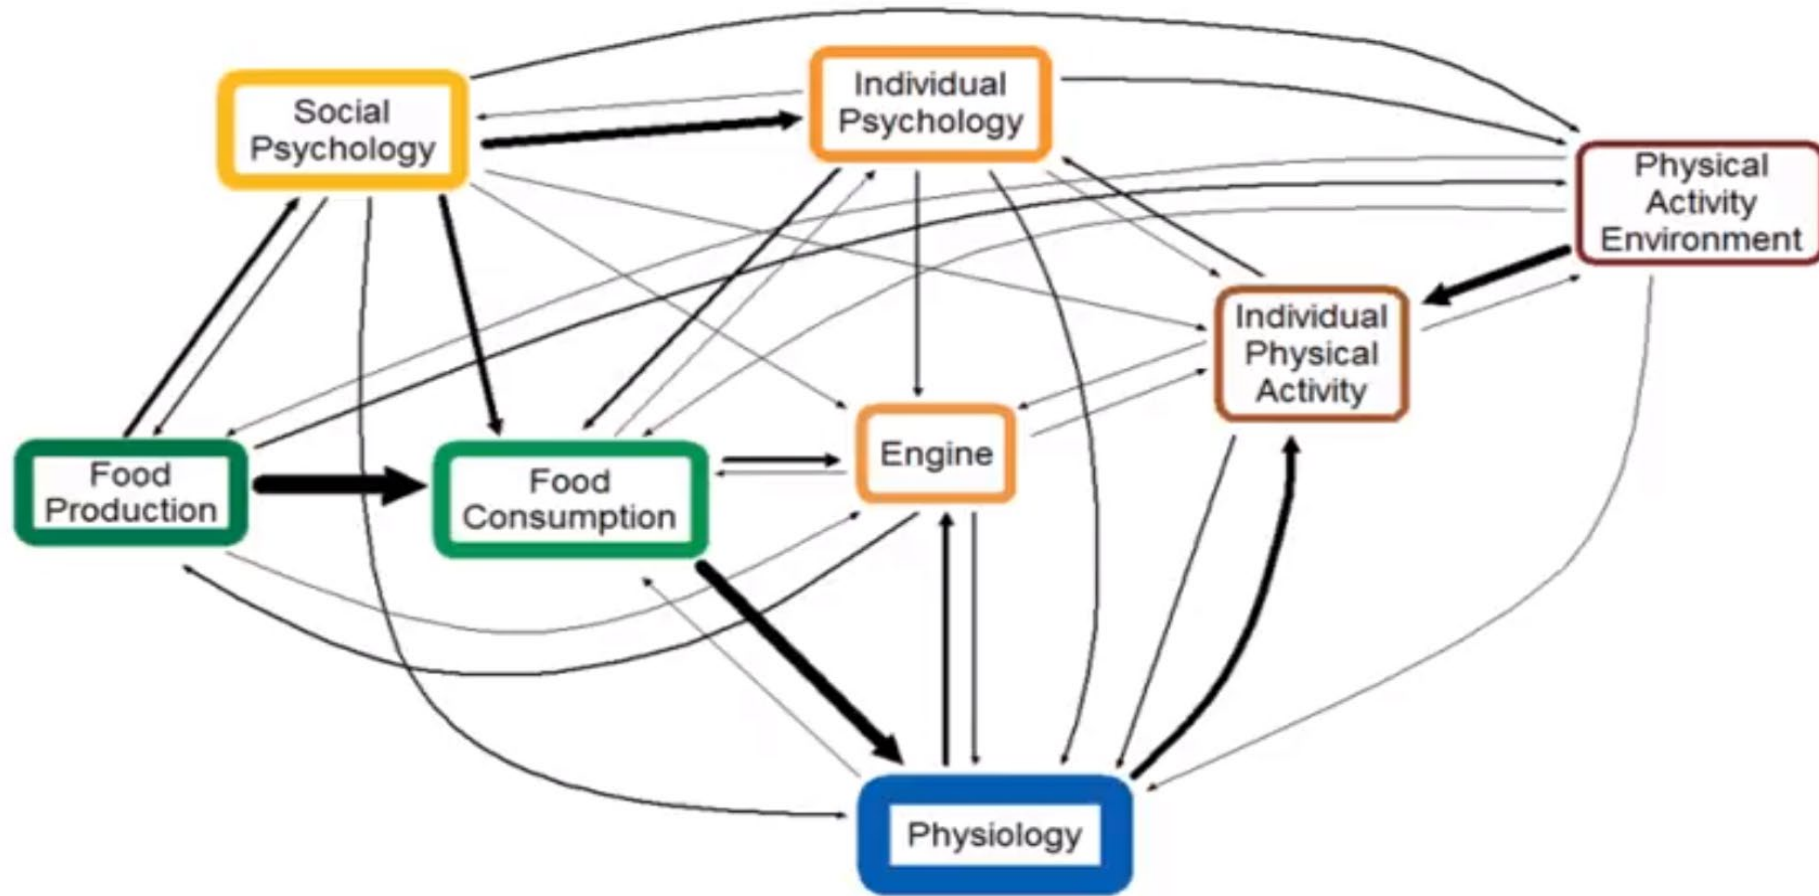 Social
Psychology
Individual
Psychology
Physical
Activity
Environment
Individual
Physical
Activity
Food
Production
Food
Consumption
Engine
Physiology